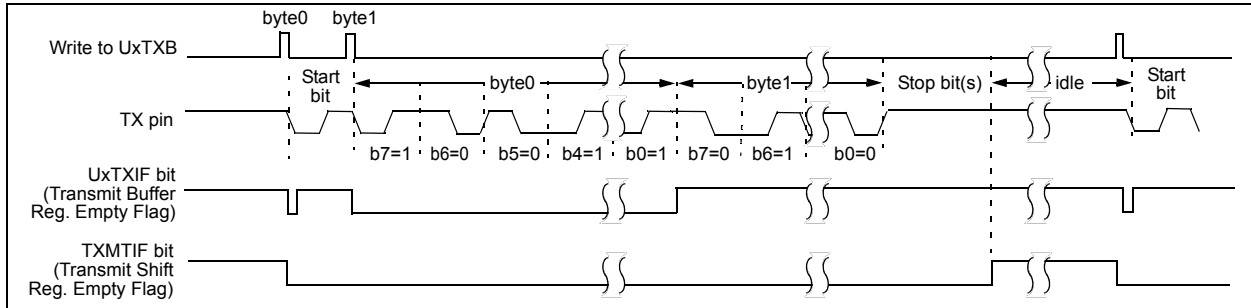 byte0 byte1
Write to UxTXB
Start bit byte0 byte1 Stop bit(s) idle Start bit
TX pin
b7=1 b6=0 b5=0 b4=1 b0=1 b7=0 b6=1 b0=0
UxTXIF bit
(Transmit Buffer
Reg. Empty Flag)
TXMTIF bit
(Transmit Shift
Reg. Empty Flag)